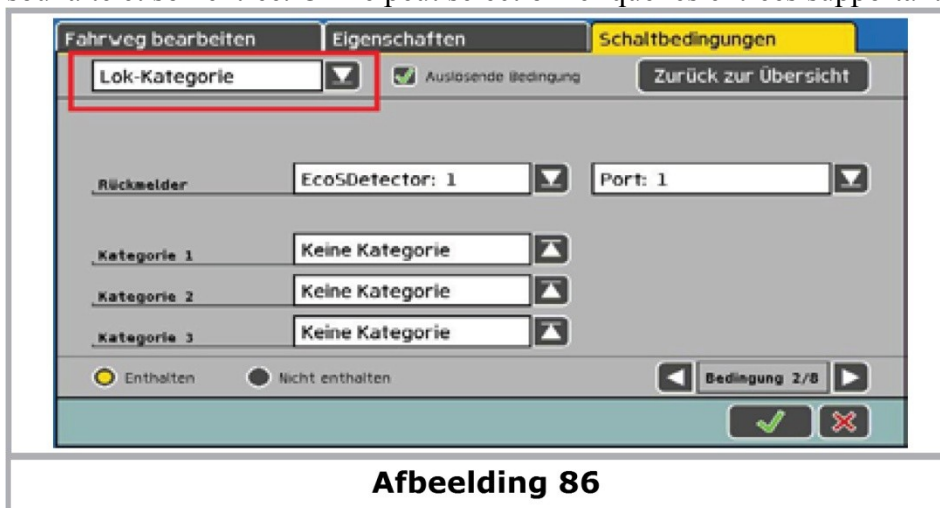 Fahrweg bearbeiten Eigenschaften Schaltbedingungen
Lok-Kategorie Auslösende Bedingung Zurück zur Übersicht
Rückmelder EcoSDetector: 1 Port: 1
Kategorie 1 Keine Kategorie
Kategorie 2 Keine Kategorie
Kategorie 3 Keine Kategorie
Enthalten Nicht enthalten Bedingung 2/8
Afbeelding 86